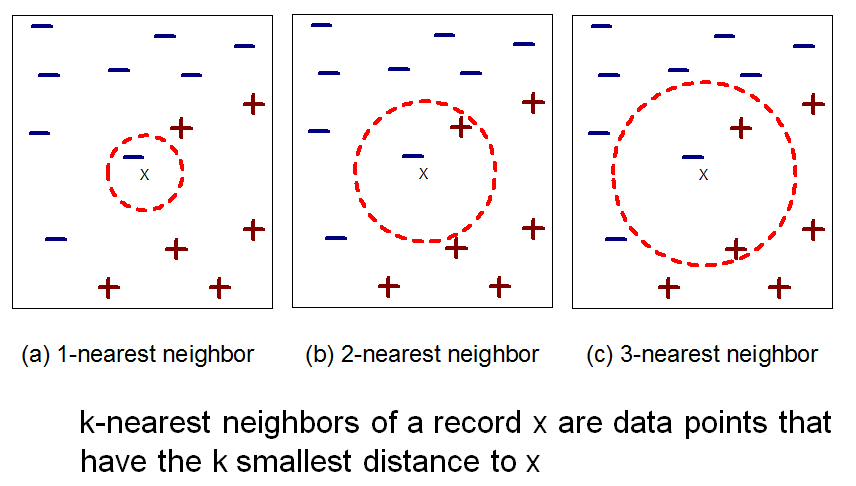 X
X
X
(a) 1-nearest neighbor
(b) 2-nearest neighbor
(c) 3-nearest neighbor
k-nearest neighbors of a record x are data points that
have the k smallest distance to x